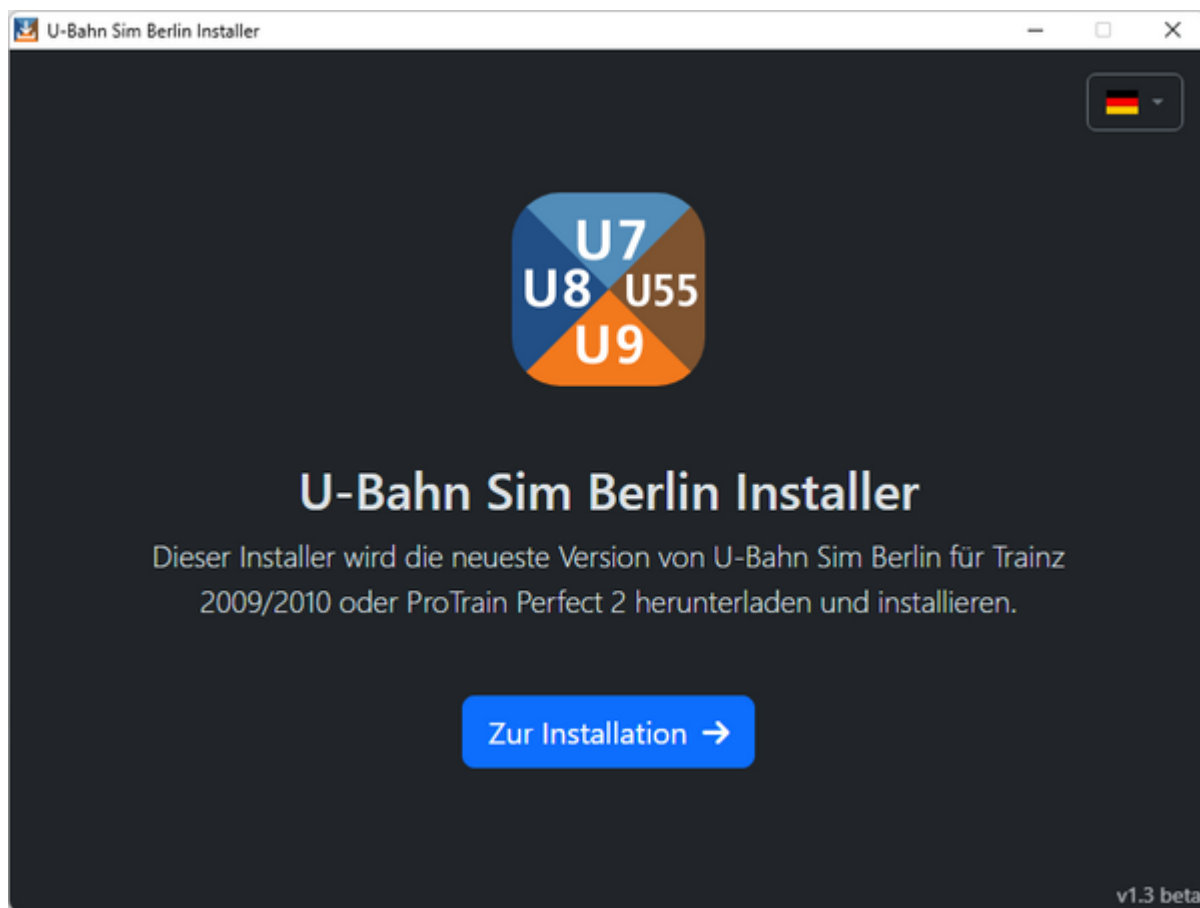 U-Bahn Sim Berlin Installer
U7
U8 U55
U9
U-Bahn Sim Berlin Installer
Dieser Installer wird die neueste Version von U-Bahn Sim Berlin für Trainz
2009/2010 oder ProTrain Perfect 2 herunterladen und installieren.
Zur Installation →
v1.3 beta